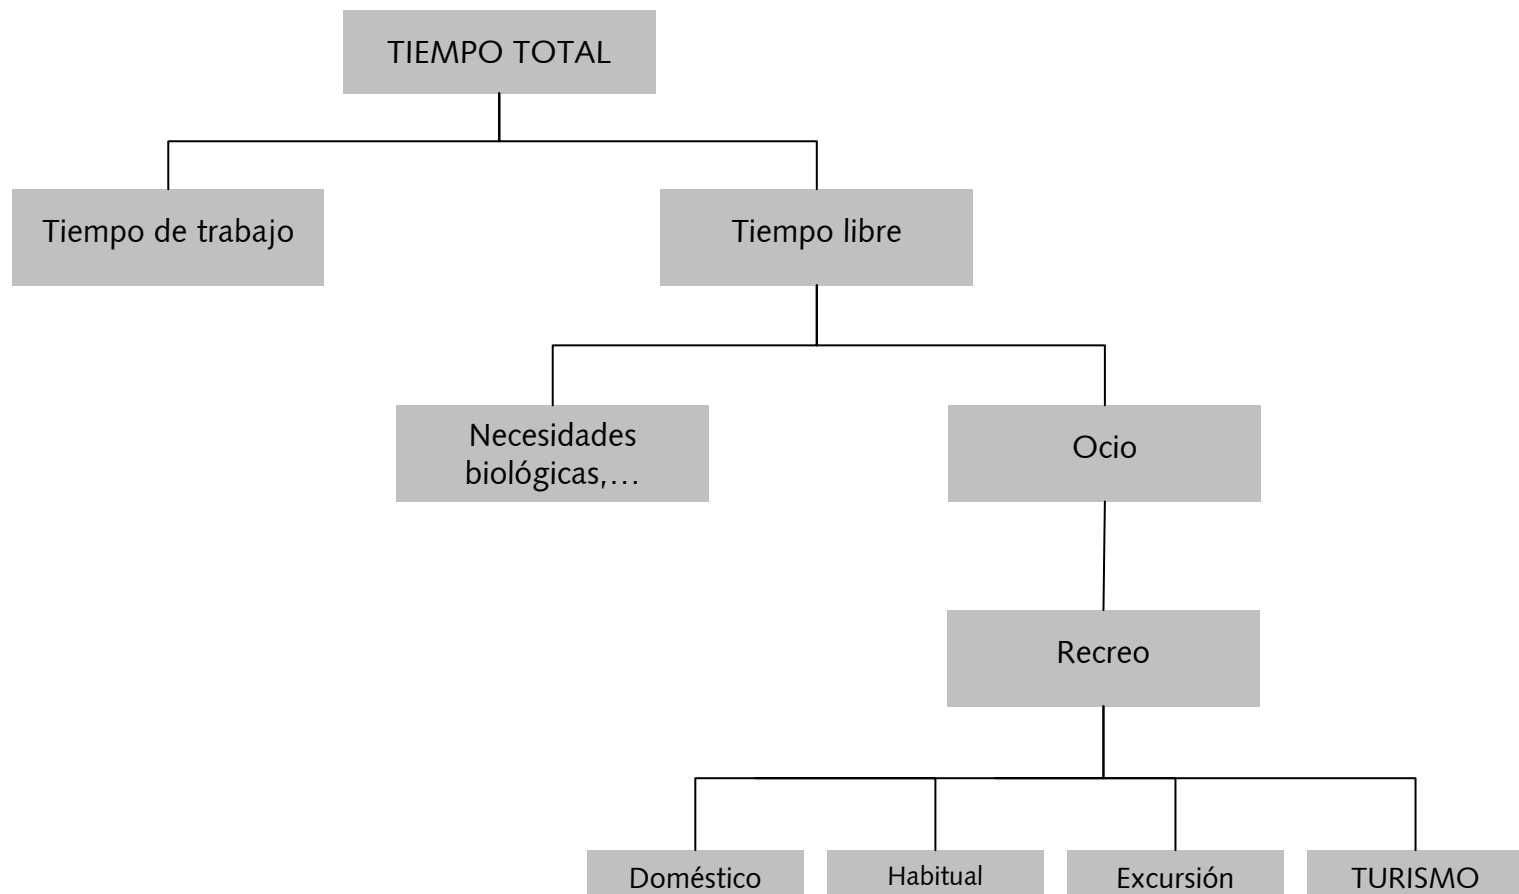 TIEMPO TOTAL
Tiempo de trabajo
Tiempo libre
Necesidades
biológicas,…
Ocio
Recreo
Doméstico
Habitual
Excursión
TURISMO